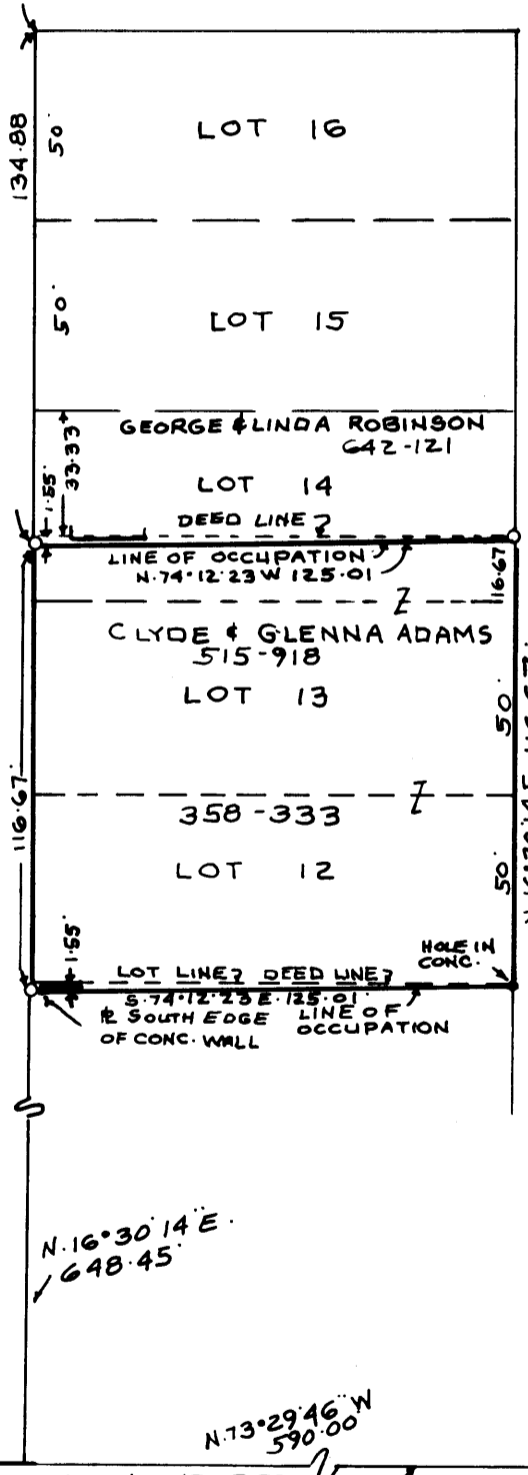 134.88
50'
LOT 16
50'
LOT 15
GEORGE & LINDA ROBINSON
642-121
1.55'
33.33
LOT 14
DEED LINE
LINE OF OCCUPATION
N.74°12'23"W 125.01
116.67
CLYDE & GLENNA ADAMS
515-918
LOT 13
50'
116.67'
358-333
LOT 12
50'
1.55'
HOLE IN
CONC.
LOT LINE DEED LINE
S.74°12'23"E.125.01'
℄ SOUTH EDGE
OF CONC. WALL
LINE OF
OCCUPATION
N.16°30'14"E.
648.45'
N.73°29'46"W
590.00'